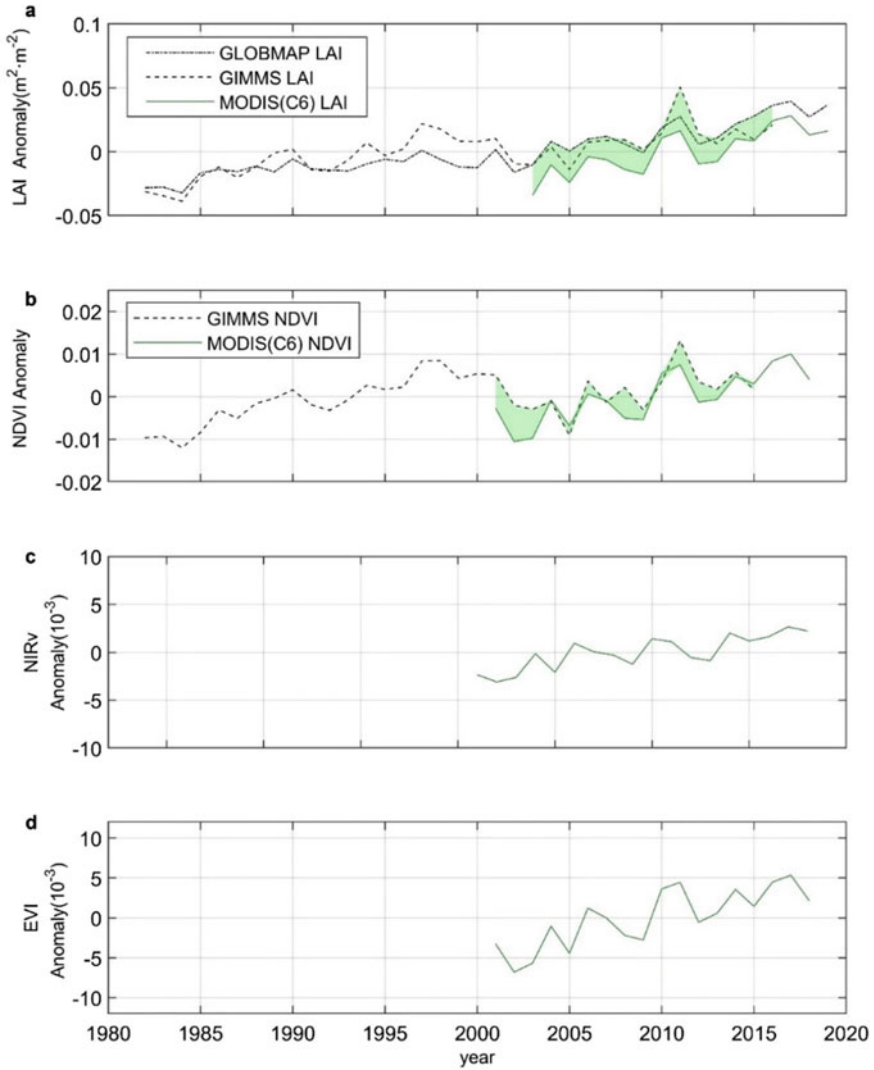 a
0.1
0.05
0
-0.05
LAI Anomaly(m²·m⁻²)
GLOBMAP LAI
GIMMS LAI
MODIS(C6) LAI
b
0.02
0.01
0
-0.01
-0.02
NDVI Anomaly
GIMMS NDVI
MODIS(C6) NDVI
c
10
5
0
-5
-10
NIRv
Anomaly(10⁻³)
d
10
5
0
-5
-10
EVI
Anomaly(10⁻³)
1980 1985 1990 1995 2000 2005 2010 2015 2020
year